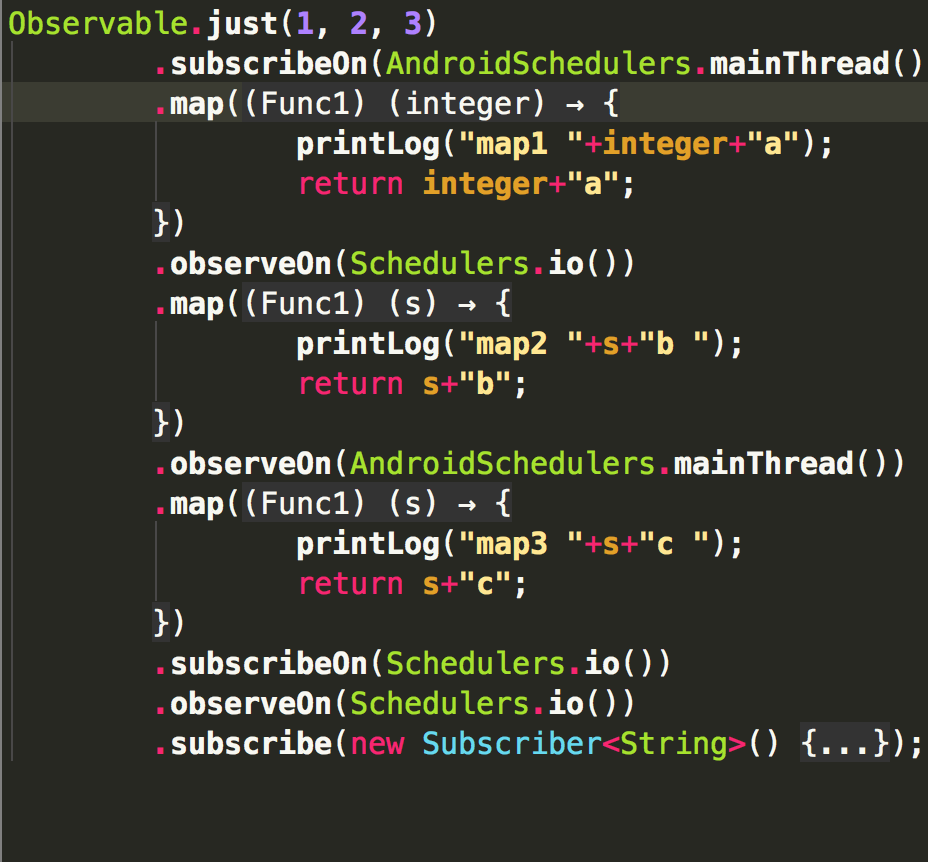 Observable.just(1, 2, 3)
.subscribeOn(AndroidSchedulers.mainThread()
.map((Func1) (integer) → {
printLog("map1 "+integer+"a");
return integer+"a";
})
.observeOn(Schedulers.io())
.map((Func1) (s) → {
printLog("map2 "+s+"b ");
return s+"b";
})
.observeOn(AndroidSchedulers.mainThread())
.map((Func1) (s) → {
printLog("map3 "+s+"c ");
return s+"c";
})
.subscribeOn(Schedulers.io())
.observeOn(Schedulers.io())
.subscribe(new Subscriber<String>() {...});